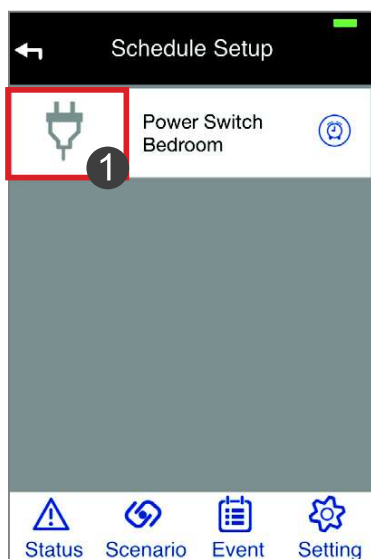 Schedule Setup
Power Switch
Bedroom
1
Status Scenario Event Setting